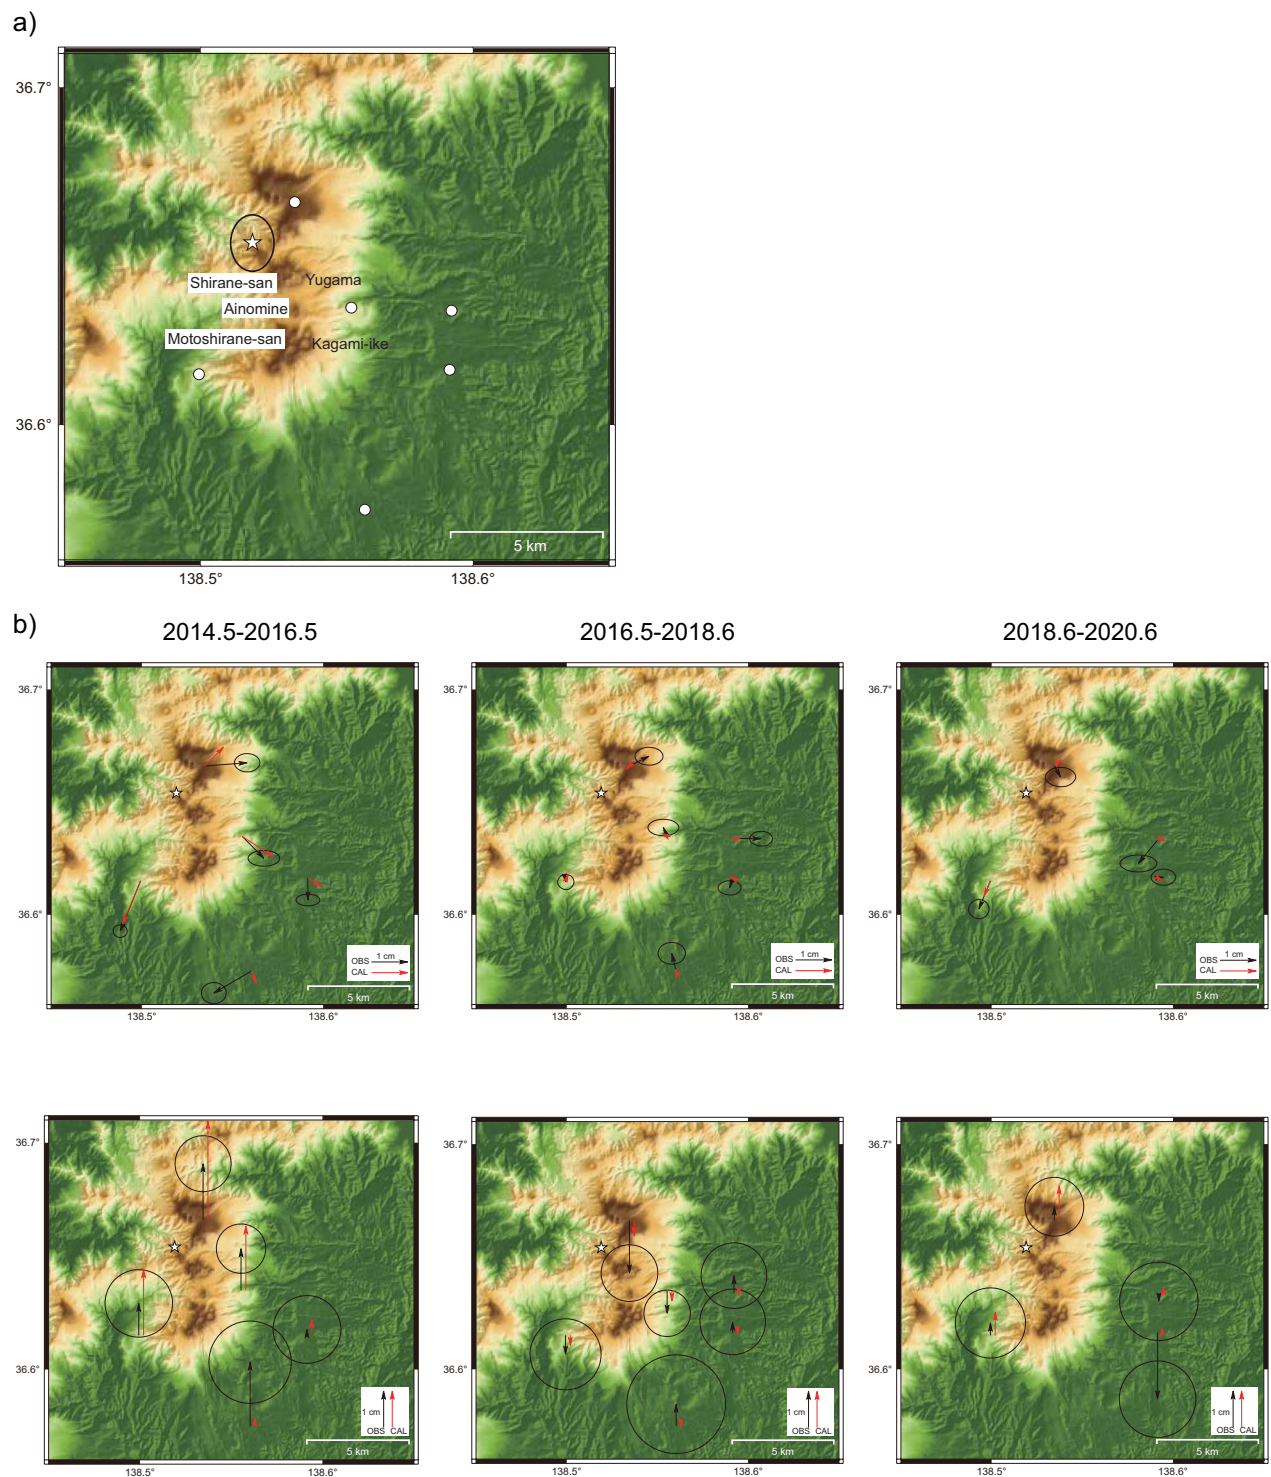 a)
36.7°
Shirane-san
Yugama
Ainomine
Motoshirane-san
Kagami-ike
36.6°
5 km
138.5°
138.6°
b)
2014.5-2016.5
2016.5-2018.6
2018.6-2020.6
36.7°
36.6°
1 cm
OBS
CAL
5 km
138.5°
138.6°
36.7°
36.6°
1 cm
OBS
CAL
5 km
138.5°
138.6°
36.7°
36.6°
1 cm
OBS
CAL
5 km
138.5°
138.6°
36.7°
36.6°
1 cm
OBS CAL
5 km
138.5°
138.6°
36.7°
36.6°
1 cm
OBS CAL
5 km
138.5°
138.6°
36.7°
36.6°
1 cm
OBS CAL
5 km
138.5°
138.6°